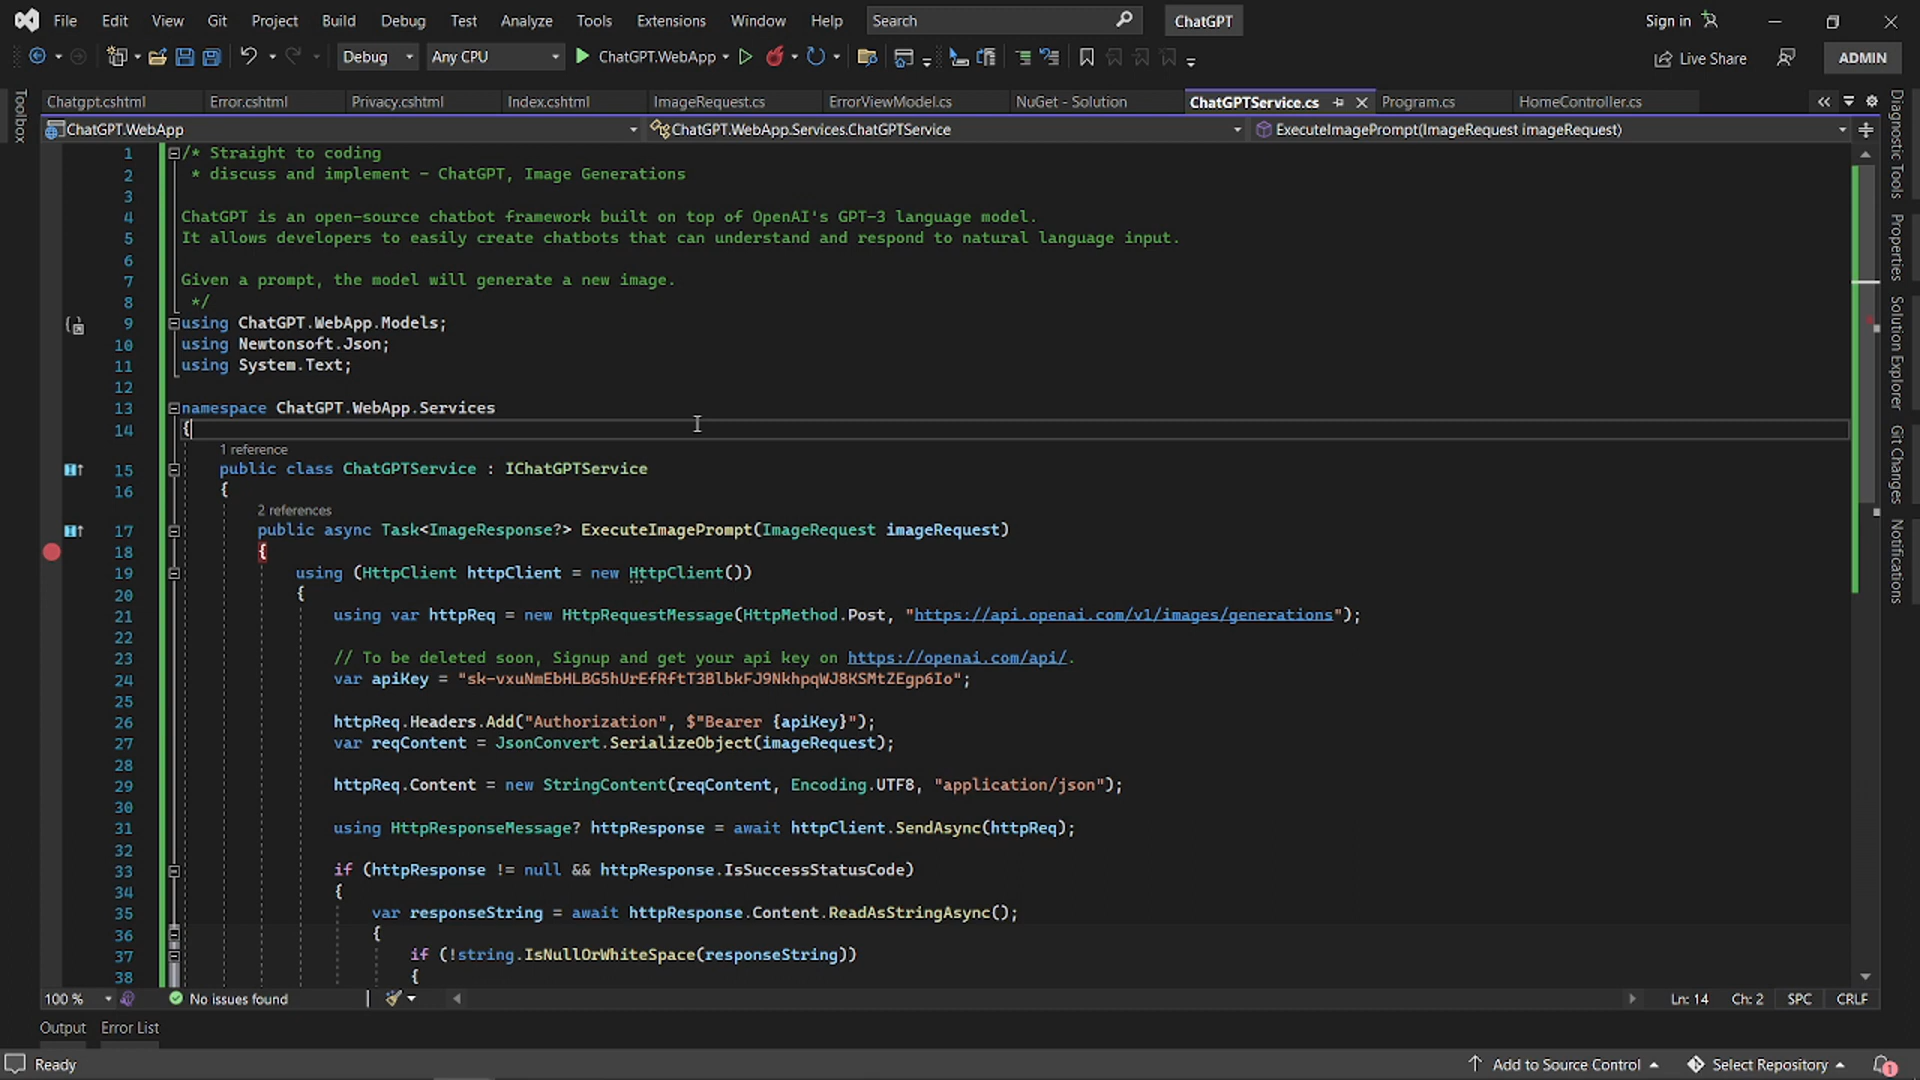 File Edit View Git Project Build Debug Test Analyze Tools Extensions Window Help Search ChatGPT Sign in
Debug Any CPU ChatGPT.WebApp Live Share ADMIN
Chatgpt.cshtml Error.cshtml Privacy.cshtml Index.cshtml ImageRequest.cs ErrorViewModel.cs NuGet - Solution ChatGPTService.cs Program.cs HomeController.cs
ChatGPT.WebApp ChatGPT.WebApp.Services.ChatGPTService ExecuteImagePrompt(ImageRequest imageRequest)
Toolbox
1 /* Straight to coding
2 * discuss and implement - ChatGPT, Image Generations
3
4 ChatGPT is an open-source chatbot framework built on top of OpenAI's GPT-3 language model.
5 It allows developers to easily create chatbots that can understand and respond to natural language input.
6
7 Given a prompt, the model will generate a new image.
8 */
9 using ChatGPT.WebApp.Models;
10 using Newtonsoft.Json;
11 using System.Text;
12
13 namespace ChatGPT.WebApp.Services
14 {
1 reference
15 public class ChatGPTService : IChatGPTService
16 {
2 references
17 public async Task<ImageResponse?> ExecuteImagePrompt(ImageRequest imageRequest)
18 {
19 using (HttpClient httpClient = new HttpClient())
20 {
21 using var httpReq = new HttpRequestMessage(HttpMethod.Post, "https://api.openai.com/v1/images/generations");
22
23 // To be deleted soon, Signup and get your api key on https://openai.com/api/.
24 var apiKey = "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";
25
26 httpReq.Headers.Add("Authorization", $"Bearer {apiKey}");
27 var reqContent = JsonConvert.SerializeObject(imageRequest);
28
29 httpReq.Content = new StringContent(reqContent, Encoding.UTF8, "application/json");
30
31 using HttpResponseMessage? httpResponse = await httpClient.SendAsync(httpReq);
32
33 if (httpResponse != null && httpResponse.IsSuccessStatusCode)
34 {
35 var responseString = await httpResponse.Content.ReadAsStringAsync();
36 {
37 if (!string.IsNullOrWhiteSpace(responseString))
38 {
Diagnostic Tools
Properties
Solution Explorer
Git Changes
Notifications
100 % No issues found Ln: 14 Ch: 2 SPC CRLF
Output Error List
Ready Add to Source Control Select Repository 1